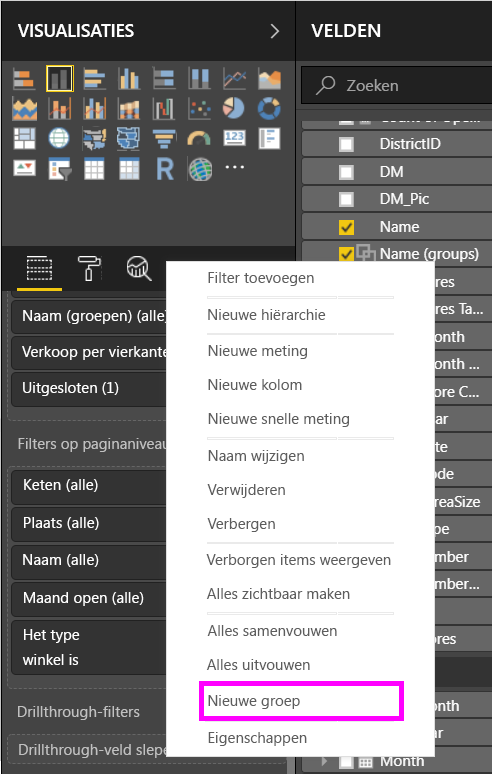 VISUALISATIES
VELDEN
Zoeken
123
R
DistrictID
DM
DM_Pic
Name
Name (groups)
Naam (groepen) (alle)
Verkoop per vierkante
Uitgesloten (1)
Filters op paginaniveau
Keten (alle)
Plaats (alle)
Naam (alle)
Maand open (alle)
Het type
winkel is
Drillthrough-filters
Drillthrough-veld slepe
Filter toevoegen
Nieuwe hiërarchie
Nieuwe meting
Nieuwe kolom
Nieuwe snelle meting
Naam wijzigen
Verwijderen
Verbergen
Verborgen items weergeven
Alles zichtbaar maken
Alles samenvouwen
Alles uitvouwen
Nieuwe groep
Eigenschappen
res
res Ta...
onth
onth ...
ore C...
ar
te
ode
reaSize
pe
mber
mber...
ores
onth
ar
Month